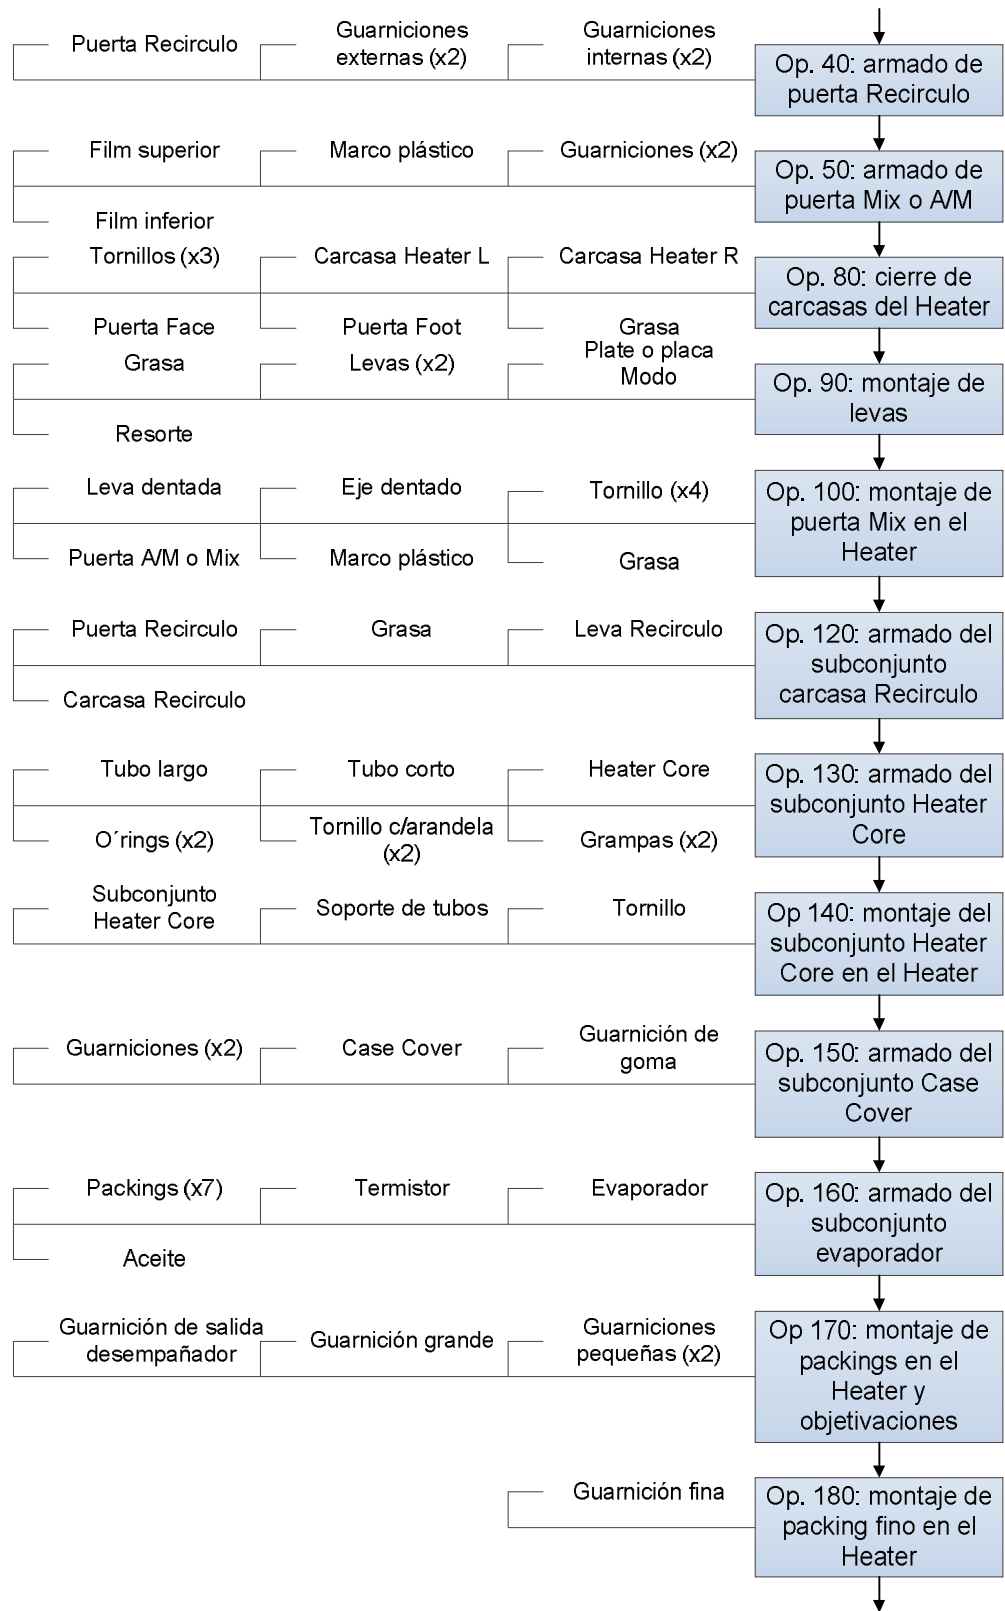 Puerta Recirculo
Guarniciones
externas (x2)
Guarniciones
internas (x2)
Op. 40: armado de
puerta Recirculo
Film superior
Marco plástico
Guarniciones (x2)
Film inferior
Op. 50: armado de
puerta Mix o A/M
Tornillos (x3)
Carcasa Heater L
Carcasa Heater R
Puerta Face
Puerta Foot
Grasa
Op. 80: cierre de
carcasas del Heater
Grasa
Levas (x2)
Plate o placa
Modo
Resorte
Op. 90: montaje de
levas
Leva dentada
Eje dentado
Tornillo (x4)
Puerta A/M o Mix
Marco plástico
Grasa
Op. 100: montaje de
puerta Mix en el
Heater
Puerta Recirculo
Grasa
Leva Recirculo
Carcasa Recirculo
Op. 120: armado del
subconjunto
carcasa Recirculo
Tubo largo
Tubo corto
Heater Core
O´rings (x2)
Tornillo c/arandela
(x2)
Grampas (x2)
Op. 130: armado del
subconjunto Heater
Core
Subconjunto
Heater Core
Soporte de tubos
Tornillo
Op 140: montaje del
subconjunto Heater
Core en el Heater
Guarniciones (x2)
Case Cover
Guarnición de
goma
Op. 150: armado del
subconjunto Case
Cover
Packings (x7)
Termistor
Evaporador
Aceite
Op. 160: armado del
subconjunto
evaporador
Guarnición de salida
desempañador
Guarnición grande
Guarniciones
pequeñas (x2)
Op 170: montaje de
packings en el
Heater y
objetivaciones
Guarnición fina
Op. 180: montaje de
packing fino en el
Heater